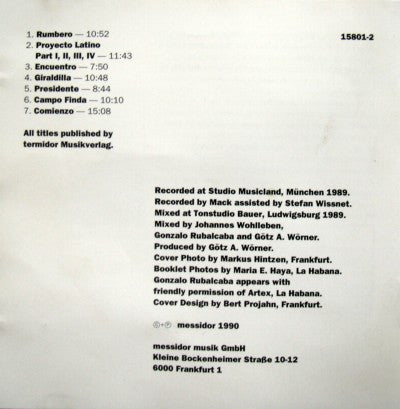 1. Rumbero — 10:52
2. Proyecto Latino
Part I, II, III, IV — 11:43
3. Encuentro — 7:50
4. Giraldilla — 10:48
5. Presidente — 8:44
6. Campo Finda — 10:10
7. Comienzo — 15:08
All titles published by
termidor Musikverlag.
15801-2
Recorded at Studio Musicland, München 1989.
Recorded by Mack assisted by Stefan Wissnet.
Mixed at Tonstudio Bauer, Ludwigsburg 1989.
Mixed by Johannes Wohlleben,
Gonzalo Rubalcaba and Götz A. Wörner.
Produced by Götz A. Wörner.
Cover Photo by Markus Hintzen, Frankfurt.
Booklet Photos by Maria E. Haya, La Habana.
Gonzalo Rubalcaba appears with
friendly permission of Artex, La Habana.
Cover Design by Bert Projahn, Frankfurt.
©+℗ messidor 1990
messidor musik GmbH
Kleine Bockenheimer Straße 10-12
6000 Frankfurt 1